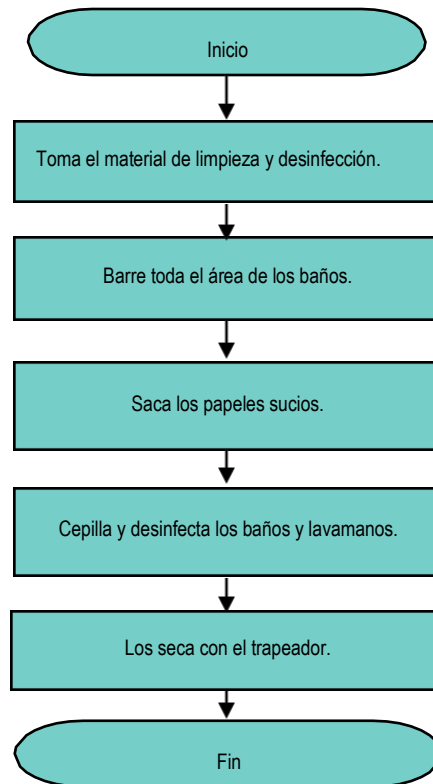 Inicio
Toma el material de limpieza y desinfección.
Barre toda el área de los baños.
Saca los papeles sucios.
Cepilla y desinfecta los baños y lavamanos.
Los seca con el trapeador.
Fin